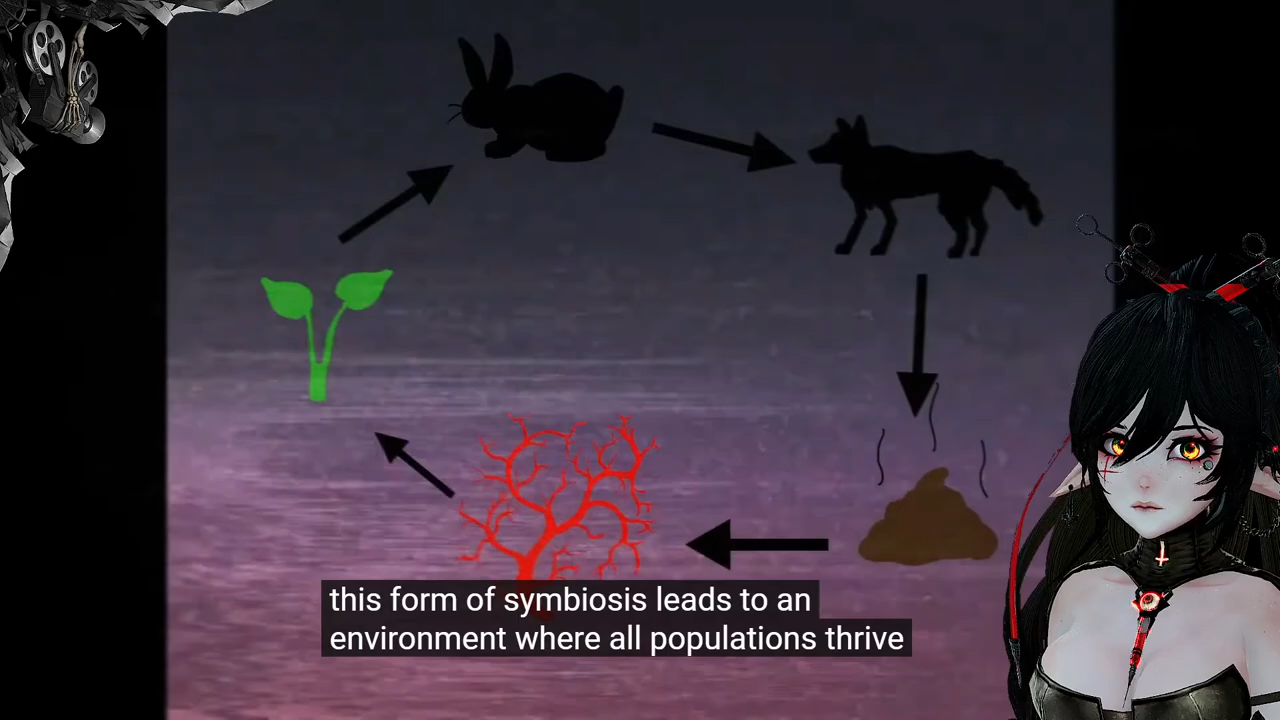 this form of symbiosis leads to an
environment where all populations thrive